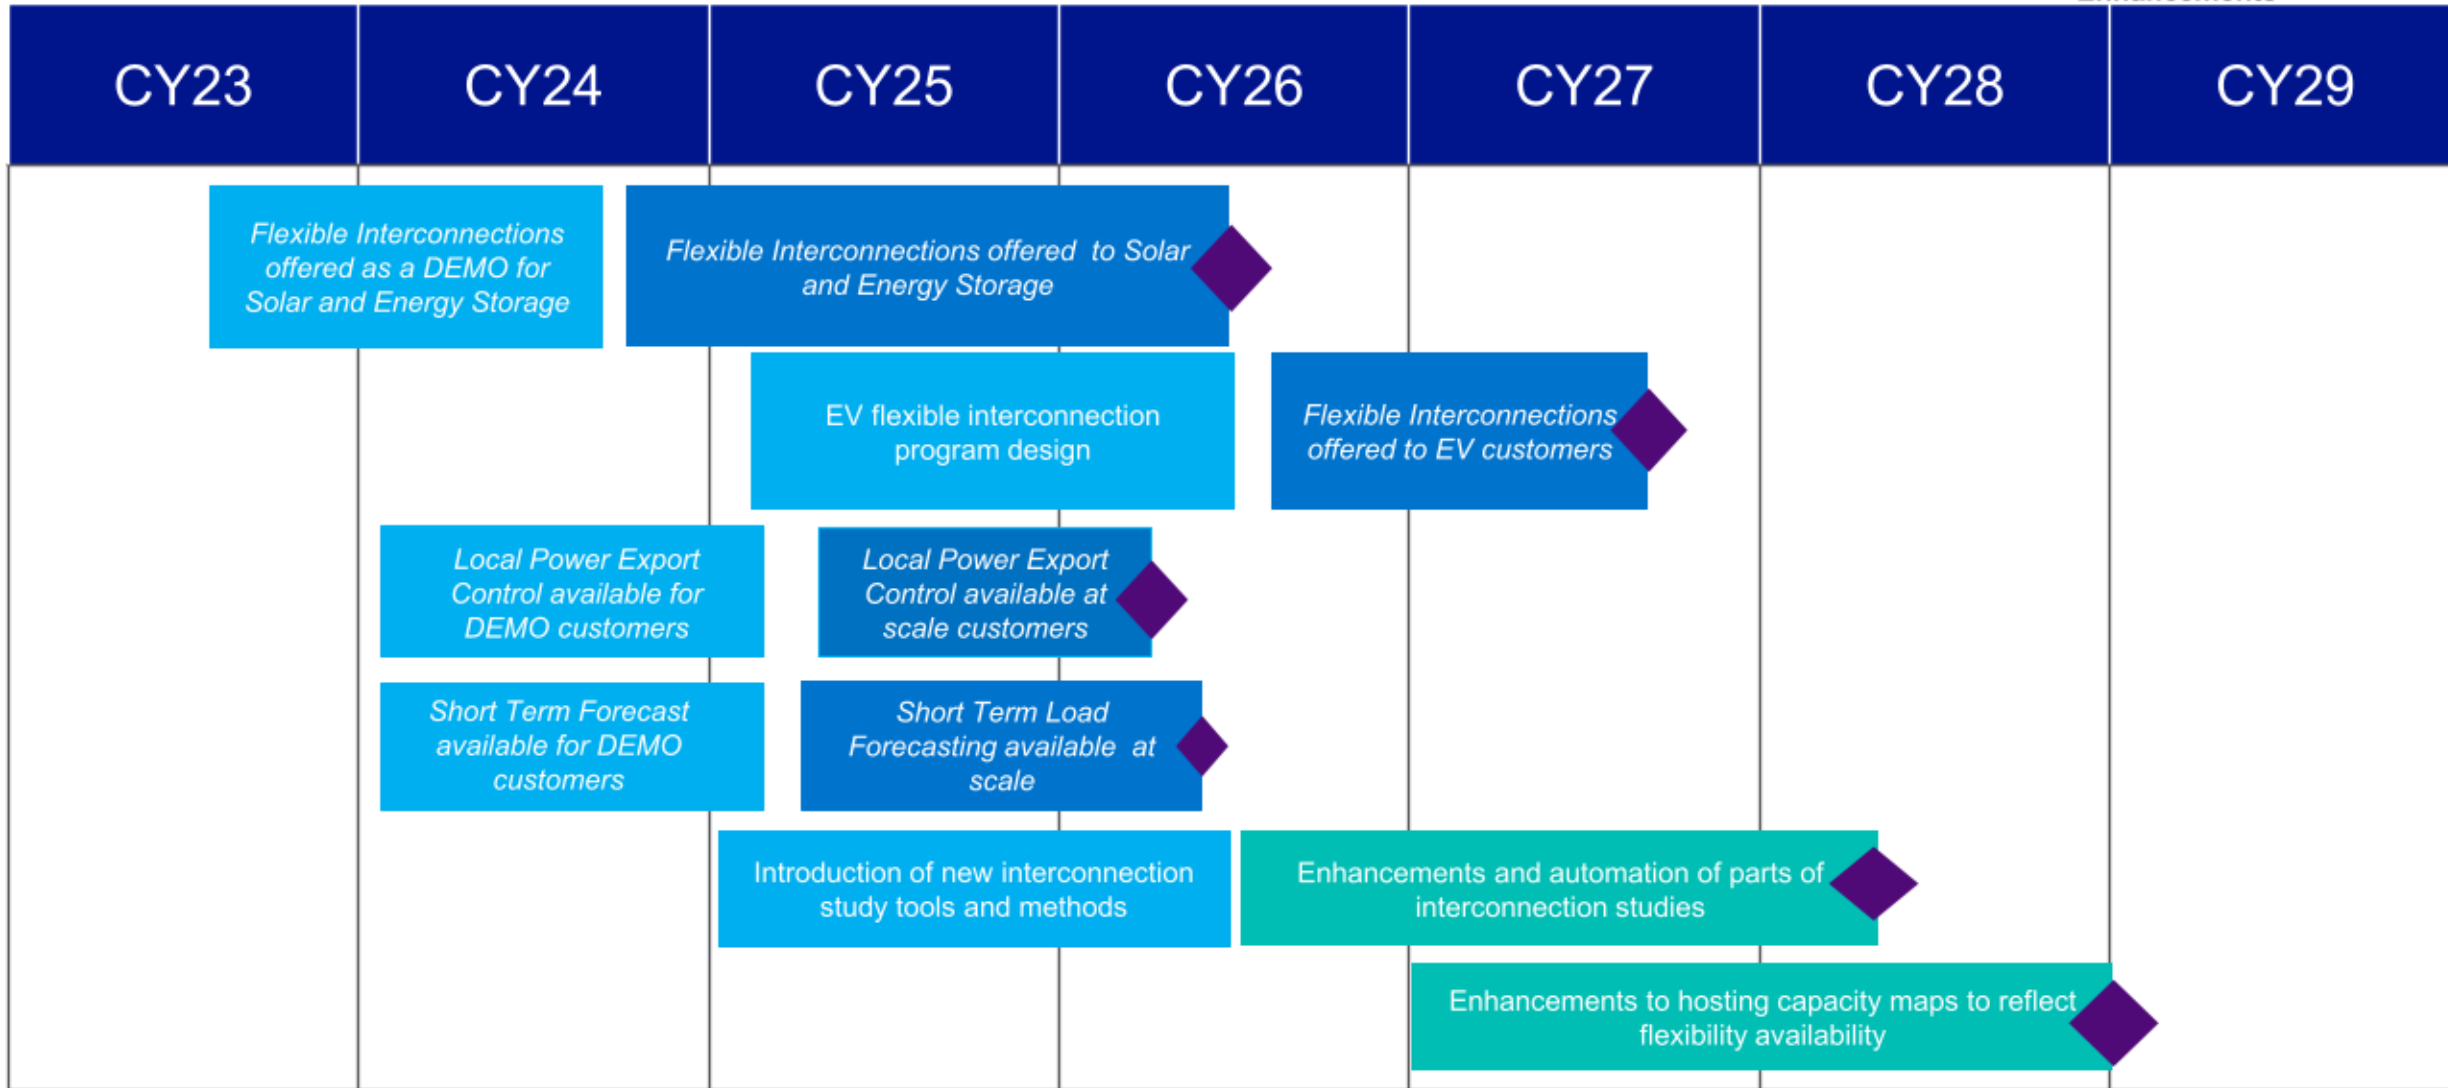 CY23
CY24
CY25
CY26
CY27
CY28
CY29
Flexible Interconnections
offered as a DEMO for
Solar and Energy Storage
Flexible Interconnections offered  to Solar
and Energy Storage
EV flexible interconnection
program design
Flexible Interconnections
offered to EV customers
Local Power Export
Control available for
DEMO customers
Local Power Export
Control available at
scale customers
Short Term Forecast
available for DEMO
customers
Short Term Load
Forecasting available  at
scale
Introduction of new interconnection
study tools and methods
Enhancements and automation of parts of
interconnection studies
Enhancements to hosting capacity maps to reflect
flexibility availability